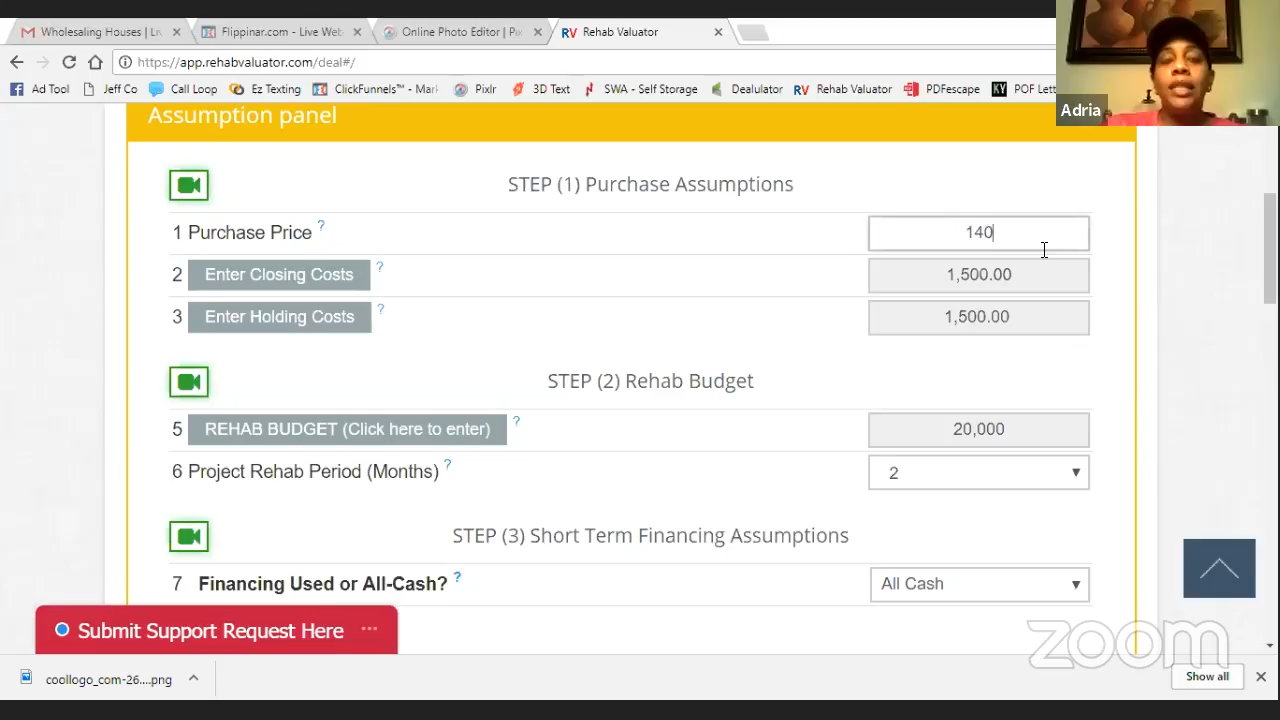 Wholesaling Houses | Li
Flippinar.com - Live Web
Online Photo Editor | Pix
RV Rehab Valuator
https://app.rehabvaluator.com/deal#/
Ad Tool
Jeff Co
Call Loop
Ez Texting
ClickFunnels™ - Mark
Pixlr
3D Text
SWA - Self Storage
Dealulator
RV Rehab Valuator
PDFescape
KY POF Lett
Adria
Assumption panel
STEP (1) Purchase Assumptions
1 Purchase Price ?
140
2 Enter Closing Costs ?
1,500.00
3 Enter Holding Costs ?
1,500.00
STEP (2) Rehab Budget
5 REHAB BUDGET (Click here to enter) ?
20,000
6 Project Rehab Period (Months) ?
2
STEP (3) Short Term Financing Assumptions
7 Financing Used or All-Cash? ?
All Cash
Submit Support Request Here ...
zoom
coollogo_com-26....png
Show all